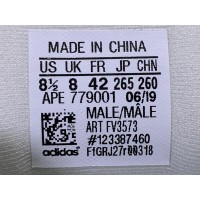 MADE IN CHINA
US UK FR JP CHN
8½ 8 42 265 260
APE 779001 06/19
MALE/MÂLE
ART FV3573
#123387460
adidas F1GRJ27r00318